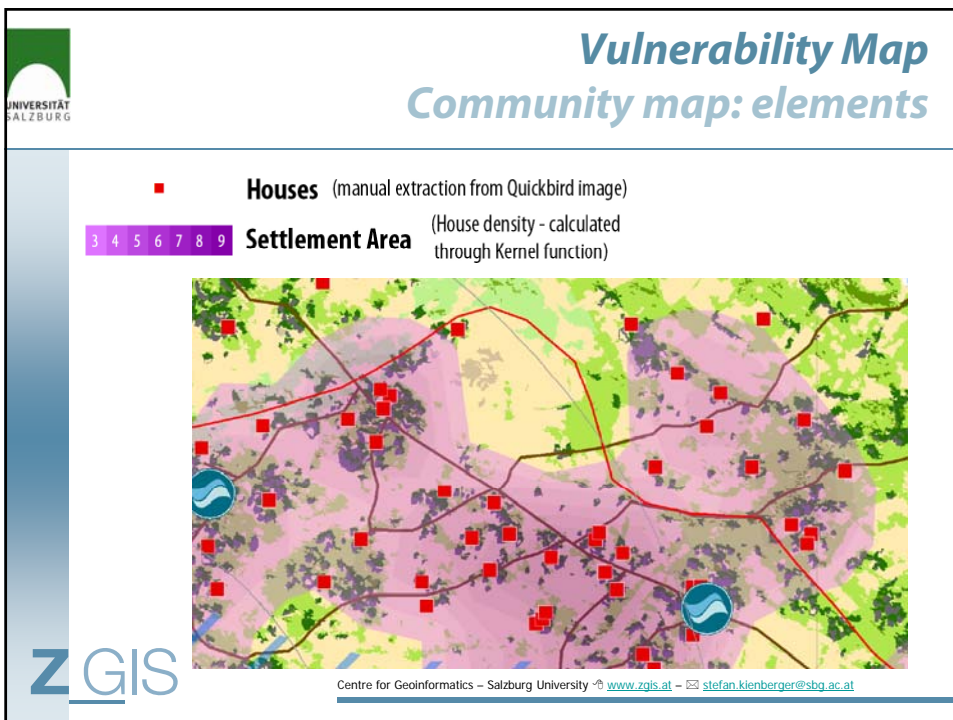 UNIVERSITÄT
SALZBURG
Vulnerability Map
Community map: elements
Houses (manual extraction from Quickbird image)
3 4 5 6 7 8 9 Settlement Area (House density - calculated
through Kernel function)
Z GIS
Centre for Geoinformatics – Salzburg University www.zgis.at – stefan.kienberger@sbg.ac.at